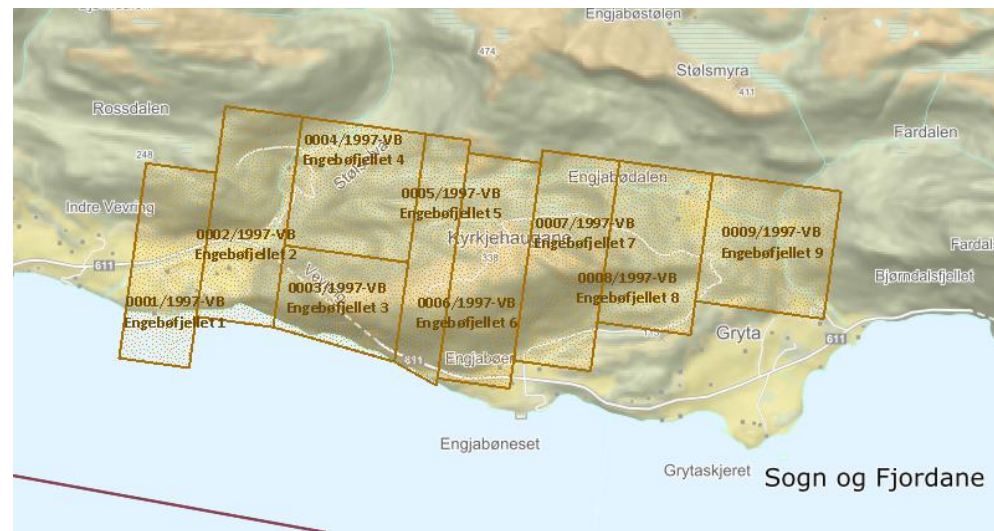 Engjabøstølen
474
Stølsmyra
411
Rossdalen
Fardalen
0004/1997-VB
Engebøfjellet 4
248
Engjabødalen
0005/1997-VB
Engebøfjellet 5
Indre Vevring
0002/1997-VB
Engebøfjellet 2
0007/1997-VB
Engebøfjellet 7
0009/1997-VB
Engebøfjellet 9
Kyrkjehaugane
338
611
Bjørndalsfjellet
0003/1997-VB
Engebøfjellet 3
0008/1997-VB
Engebøfjellet 8
0001/1997-VB
Engebøfjellet 1
0006/1997-VB
Engebøfjellet 6
Gryta
611
611
Engjabøen
Engjabøneset
Grytaskjeret
Sogn og Fjordane